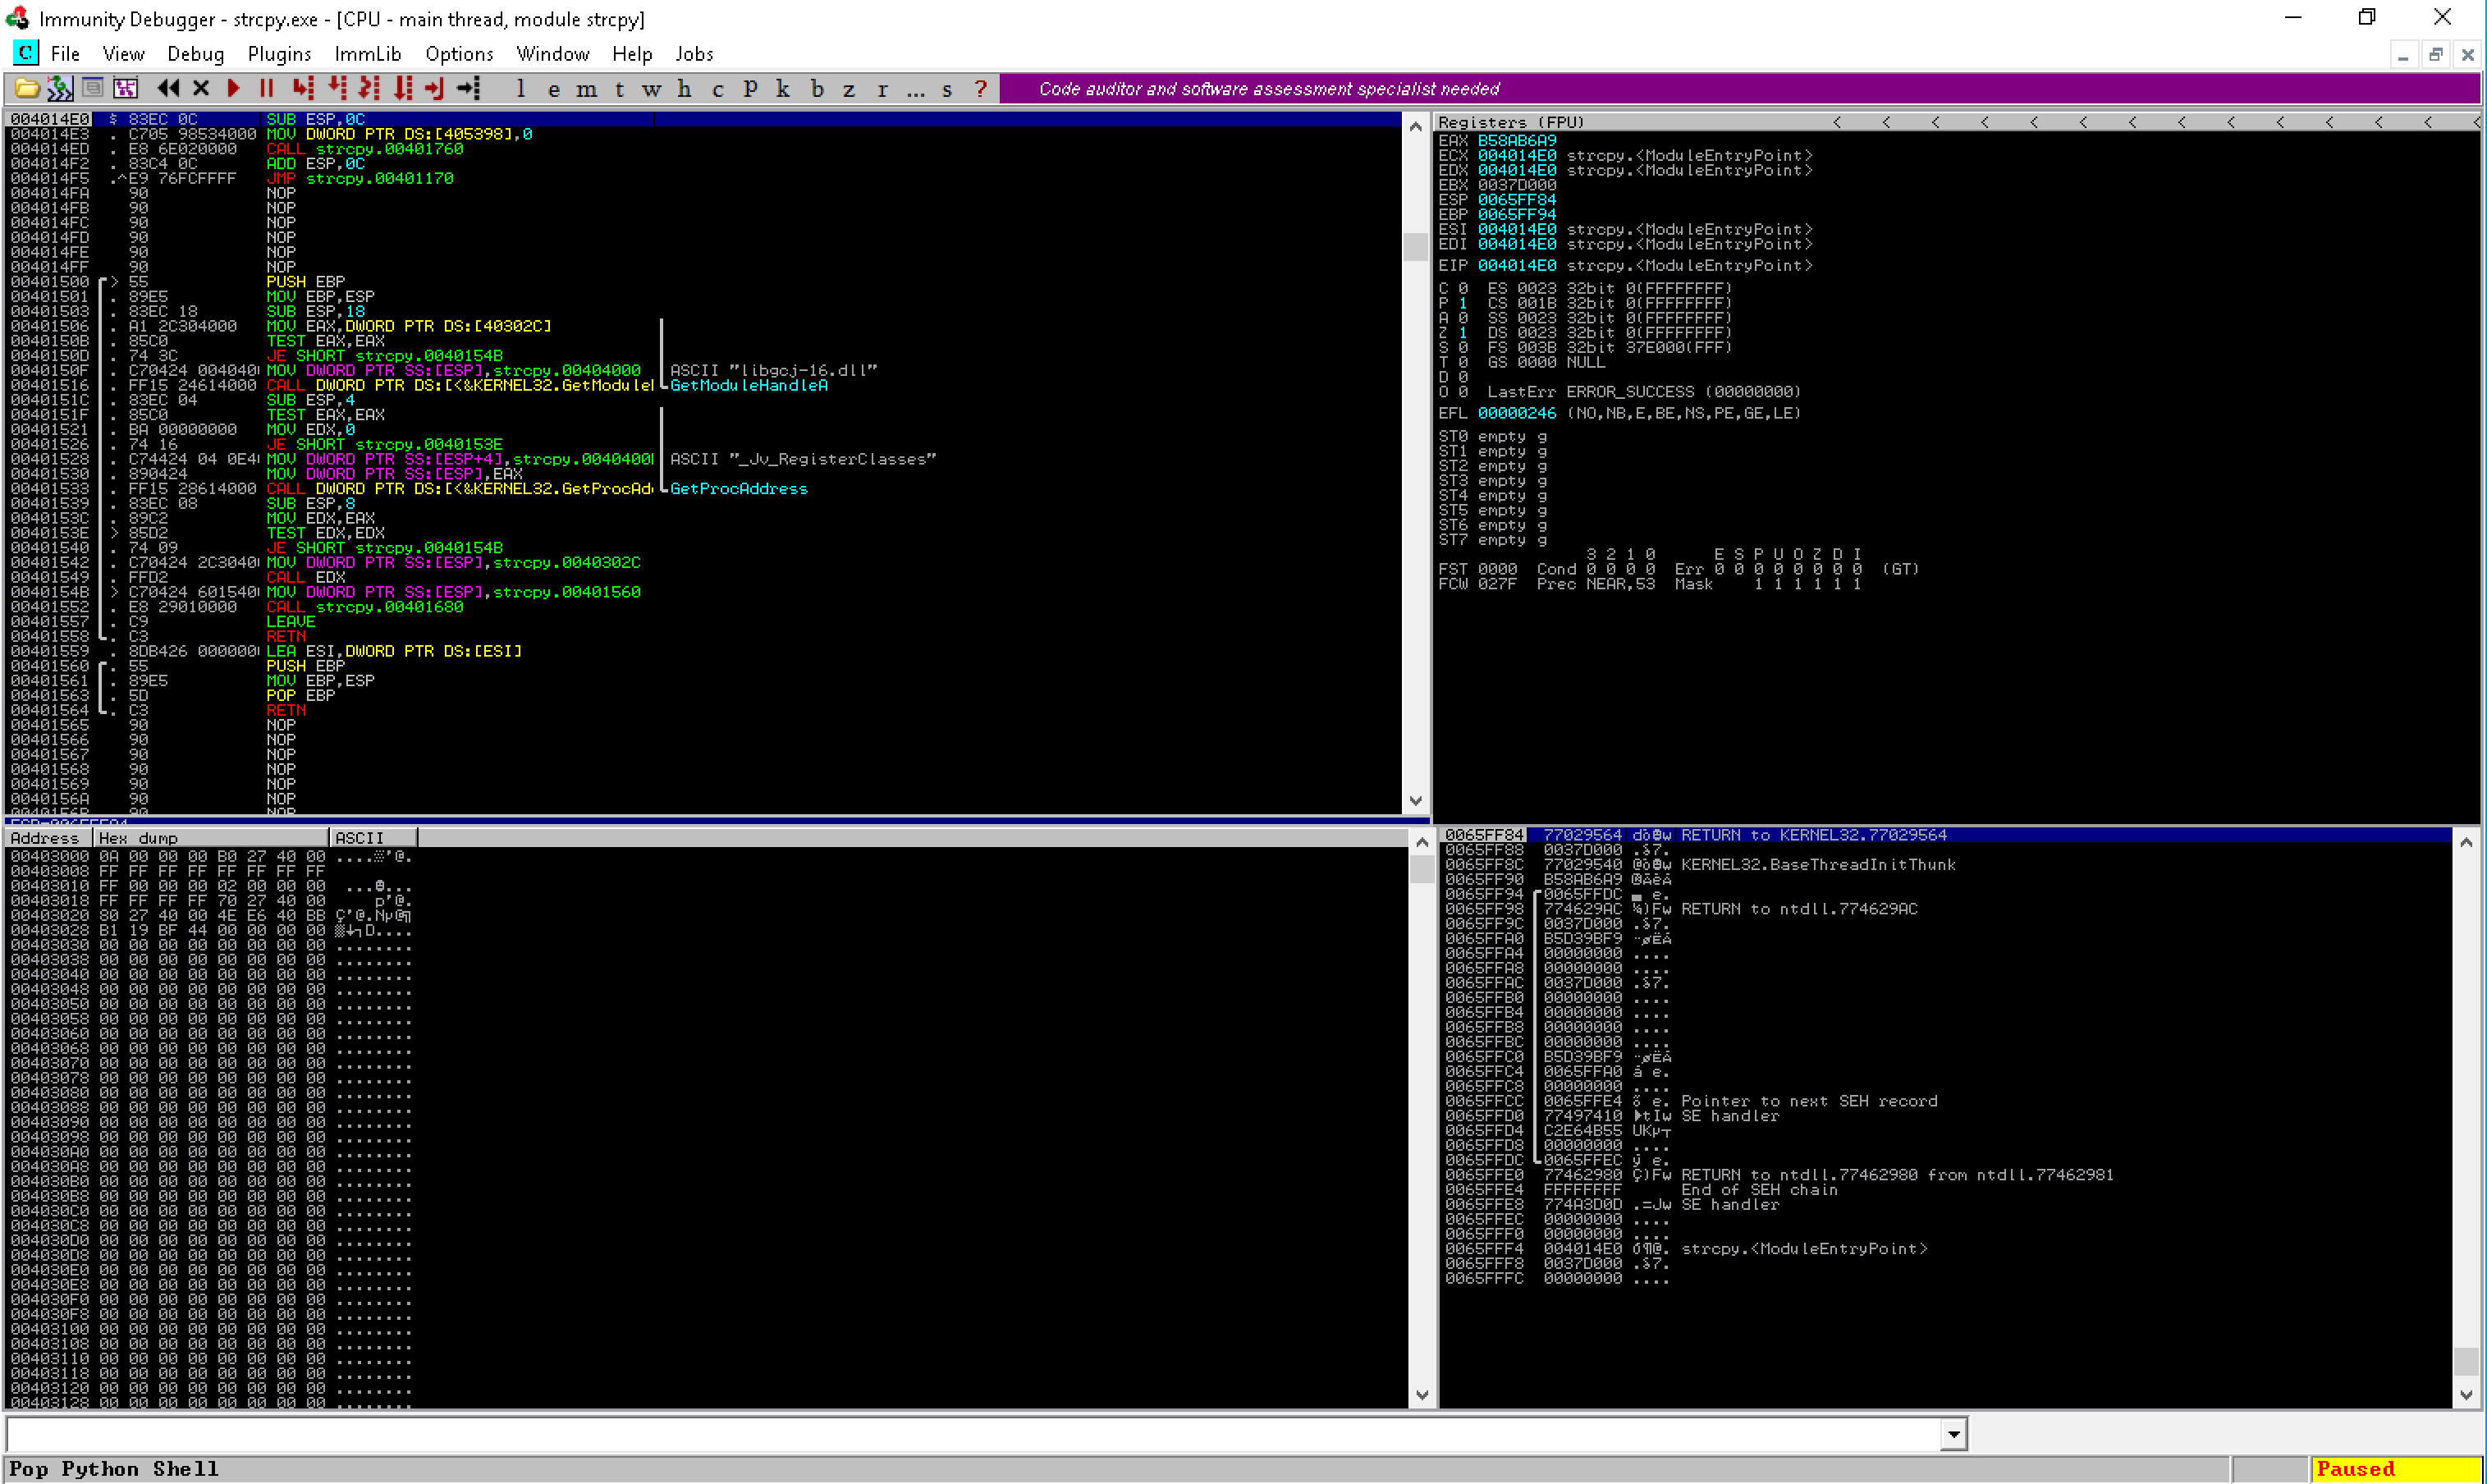 Immunity Debugger - strcpy.exe - [CPU - main thread, module strcpy]
C File View Debug Plugins ImmLib Options Window Help Jobs
l e m t w h c P k b z r ... s ? Code auditor and software assessment specialist needed
004014E0 $ 83EC 0C SUB ESP,0C
004014E3 . C705 98534000 MOV DWORD PTR DS:[405398],0
004014ED . E8 6E020000 CALL strcpy.00401760
004014F2 . 83C4 0C ADD ESP,0C
004014F5 .^E9 76FCFFFF JMP strcpy.00401170
004014FA 90 NOP
004014FB 90 NOP
004014FC 90 NOP
004014FD 90 NOP
004014FE 90 NOP
004014FF 90 NOP
00401500 > 55 PUSH EBP
00401501 . 89E5 MOV EBP,ESP
00401503 . 83EC 18 SUB ESP,18
00401506 . A1 2C304000 MOV EAX,DWORD PTR DS:[40302C]
0040150B . 85C0 TEST EAX,EAX
0040150D . 74 3C JE SHORT strcpy.0040154B
0040150F . C70424 004040 MOV DWORD PTR SS:[ESP],strcpy.00404000 ASCII "libgcj-16.dll"
00401516 . FF15 24614000 CALL DWORD PTR DS:[<&KERNEL32.GetModuleH GetModuleHandleA
0040151C . 83EC 04 SUB ESP,4
0040151F . 85C0 TEST EAX,EAX
00401521 . BA 00000000 MOV EDX,0
00401526 . 74 16 JE SHORT strcpy.0040153E
00401528 . C74424 04 0E4 MOV DWORD PTR SS:[ESP+4],strcpy.0040400E ASCII "_Jv_RegisterClasses"
00401530 . 890424 MOV DWORD PTR SS:[ESP],EAX
00401533 . FF15 28614000 CALL DWORD PTR DS:[<&KERNEL32.GetProcAdd GetProcAddress
00401539 . 83EC 08 SUB ESP,8
0040153C . 89C2 MOV EDX,EAX
0040153E > 85D2 TEST EDX,EDX
00401540 . 74 09 JE SHORT strcpy.0040154B
00401542 . C70424 2C3040 MOV DWORD PTR SS:[ESP],strcpy.0040302C
00401549 . FFD2 CALL EDX
0040154B > C70424 601540 MOV DWORD PTR SS:[ESP],strcpy.00401560
00401552 . E8 29010000 CALL strcpy.00401680
00401557 . C9 LEAVE
00401558 . C3 RETN
00401559 . 8DB426 000000 LEA ESI,DWORD PTR DS:[ESI]
00401560 . 55 PUSH EBP
00401561 . 89E5 MOV EBP,ESP
00401563 . 5D POP EBP
00401564 . C3 RETN
00401565 90 NOP
00401566 90 NOP
00401567 90 NOP
00401568 90 NOP
00401569 90 NOP
0040156A 90 NOP
Registers (FPU) < < < < < < < < < < < < < <
EAX B58AB6A9
ECX 004014E0 strcpy.<ModuleEntryPoint>
EDX 004014E0 strcpy.<ModuleEntryPoint>
EBX 0037D000
ESP 0065FF84
EBP 0065FF94
ESI 004014E0 strcpy.<ModuleEntryPoint>
EDI 004014E0 strcpy.<ModuleEntryPoint>
EIP 004014E0 strcpy.<ModuleEntryPoint>
C 0 ES 0023 32bit 0(FFFFFFFF)
P 1 CS 001B 32bit 0(FFFFFFFF)
A 0 SS 0023 32bit 0(FFFFFFFF)
Z 1 DS 0023 32bit 0(FFFFFFFF)
S 0 FS 003B 32bit 37E000(FFF)
T 0 GS 0000 NULL
D 0
O 0 LastErr ERROR_SUCCESS (00000000)
EFL 00000246 (NO,NB,E,BE,NS,PE,GE,LE)
ST0 empty g
ST1 empty g
ST2 empty g
ST3 empty g
ST4 empty g
ST5 empty g
ST6 empty g
ST7 empty g
3 2 1 0 E S P U O Z D I
FST 0000 Cond 0 0 0 0 Err 0 0 0 0 0 0 0 0 (GT)
FCW 027F Prec NEAR,53 Mask 1 1 1 1 1 1
Address Hex dump ASCII
00403000 0A 00 00 00 B0 27 40 00 ....▒'@.
00403008 FF FF FF FF FF FF FF FF
00403010 FF 00 00 00 02 00 00 00 ...☻...
00403018 FF FF FF FF 70 27 40 00 p'@.
00403020 80 27 40 00 4E E6 40 BB Ç'@.Nµ@╗
00403028 B1 19 BF 44 00 00 00 00 ▒↓┐D....
00403030 00 00 00 00 00 00 00 00 ........
00403038 00 00 00 00 00 00 00 00 ........
00403040 00 00 00 00 00 00 00 00 ........
00403048 00 00 00 00 00 00 00 00 ........
00403050 00 00 00 00 00 00 00 00 ........
00403058 00 00 00 00 00 00 00 00 ........
00403060 00 00 00 00 00 00 00 00 ........
00403068 00 00 00 00 00 00 00 00 ........
00403070 00 00 00 00 00 00 00 00 ........
00403078 00 00 00 00 00 00 00 00 ........
00403080 00 00 00 00 00 00 00 00 ........
00403088 00 00 00 00 00 00 00 00 ........
00403090 00 00 00 00 00 00 00 00 ........
00403098 00 00 00 00 00 00 00 00 ........
004030A0 00 00 00 00 00 00 00 00 ........
004030A8 00 00 00 00 00 00 00 00 ........
004030B0 00 00 00 00 00 00 00 00 ........
004030B8 00 00 00 00 00 00 00 00 ........
004030C0 00 00 00 00 00 00 00 00 ........
004030C8 00 00 00 00 00 00 00 00 ........
004030D0 00 00 00 00 00 00 00 00 ........
004030D8 00 00 00 00 00 00 00 00 ........
004030E0 00 00 00 00 00 00 00 00 ........
004030E8 00 00 00 00 00 00 00 00 ........
004030F0 00 00 00 00 00 00 00 00 ........
004030F8 00 00 00 00 00 00 00 00 ........
00403100 00 00 00 00 00 00 00 00 ........
00403108 00 00 00 00 00 00 00 00 ........
00403110 00 00 00 00 00 00 00 00 ........
00403118 00 00 00 00 00 00 00 00 ........
00403120 00 00 00 00 00 00 00 00 ........
00403128 00 00 00 00 00 00 00 00 ........
0065FF84 77029564 dò☻w RETURN to KERNEL32.77029564
0065FF88 0037D000 .$7.
0065FF8C 77029540 @ò☻w KERNEL32.BaseThreadInitThunk
0065FF90 B58AB6A9
0065FF94 0065FFDC ▄ e.
0065FF98 774629AC ¼)Fw RETURN to ntdll.774629AC
0065FF9C 0037D000 .$7.
0065FFA0 B5D39BF9
0065FFA4 00000000 ....
0065FFA8 00000000 ....
0065FFAC 0037D000 .$7.
0065FFB0 00000000 ....
0065FFB4 00000000 ....
0065FFB8 00000000 ....
0065FFBC 00000000 ....
0065FFC0 B5D39BF9
0065FFC4 0065FFA0 á e.
0065FFC8 00000000 ....
0065FFCC 0065FFE4 õ e. Pointer to next SEH record
0065FFD0 77497410 ►tIw SE handler
0065FFD4 C2E64B55 UKµ┬
0065FFD8 00000000 ....
0065FFDC 0065FFEC ý e.
0065FFE0 77462980 Ç)Fw RETURN to ntdll.77462980 from ntdll.77462981
0065FFE4 FFFFFFFF End of SEH chain
0065FFE8 774A3D0D .=Jw SE handler
0065FFEC 00000000 ....
0065FFF0 00000000 ....
0065FFF4 004014E0 Ó¶@. strcpy.<ModuleEntryPoint>
0065FFF8 0037D000 .$7.
0065FFFC 00000000 ....
Pop Python Shell
Paused